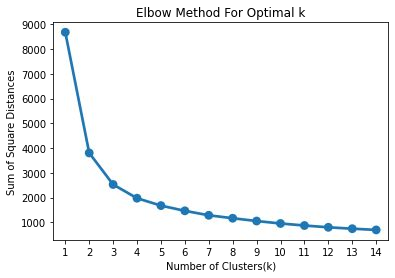 Elbow Method For Optimal k
Sum of Square Distances
9000
8000
7000
6000
5000
4000
3000
2000
1000
1 2 3 4 5 6 7 8 9 10 11 12 13 14
Number of Clusters(k)